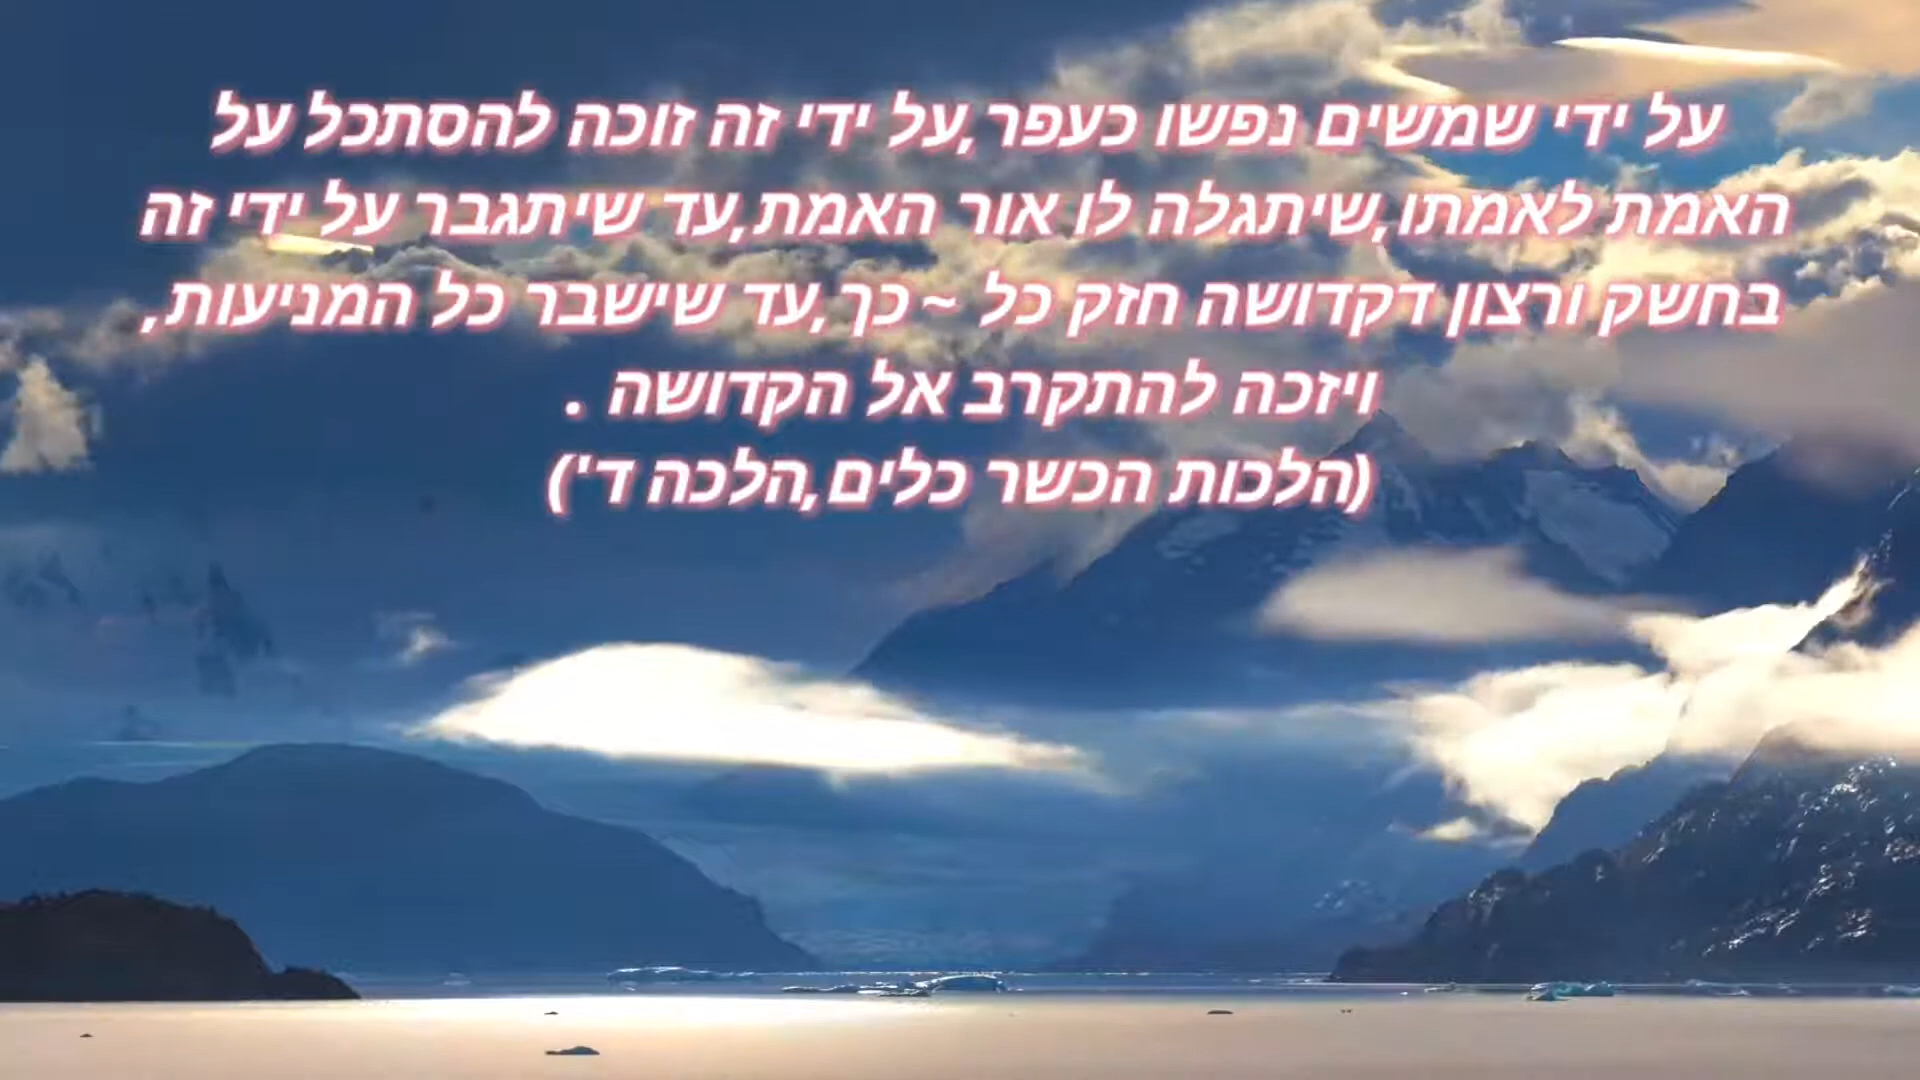 על ידי שמשים נפשו כעפר,על ידי זה זוכה להסתכל על
האמת לאמתו,שיתגלה לו אור האמת,עד שיתגבר על ידי זה
בחשק ורצון דקדושה חזק כל ~ כך,עד שישבר כל המניעות,
ויזכה להתקרב אל הקדושה .
(הלכות הכשר כלים,הלכה ד')